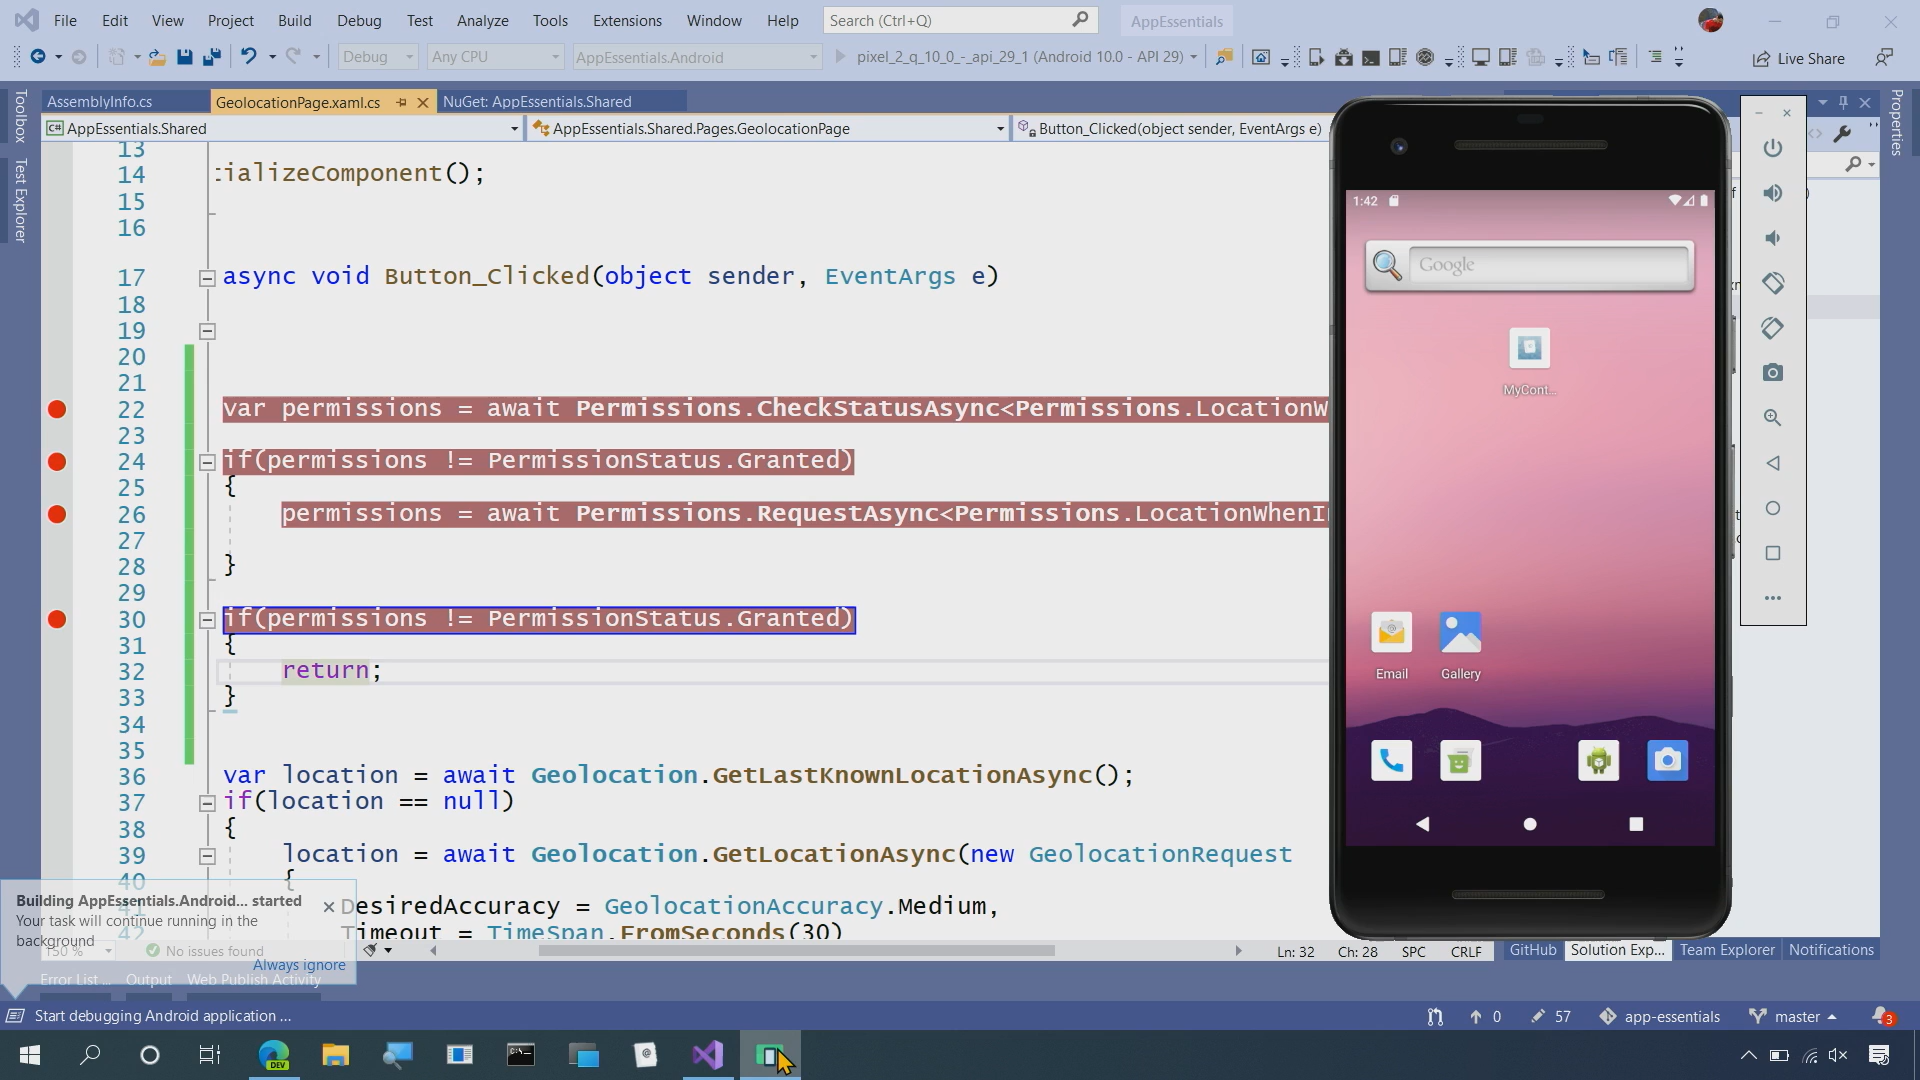 File Edit View Project Build Debug Test Analyze Tools Extensions Window Help Search (Ctrl+Q) AppEssentials
Debug Any CPU AppEssentials.Android pixel_2_q_10_0_-_api_29_1 (Android 10.0 - API 29) Live Share
Toolbox
Test Explorer
Properties
AssemblyInfo.cs GeolocationPage.xaml.cs NuGet: AppEssentials.Shared
AppEssentials.Shared AppEssentials.Shared.Pages.GeolocationPage Button_Clicked(object sender, EventArgs e)
13
14 ializeComponent();
15
16
17 async void Button_Clicked(object sender, EventArgs e)
18
19
20
21
22 var permissions = await Permissions.CheckStatusAsync<Permissions.LocationW
23
24 if(permissions != PermissionStatus.Granted)
25 {
26 permissions = await Permissions.RequestAsync<Permissions.LocationWhenI
27
28 }
29
30 if(permissions != PermissionStatus.Granted)
31 {
32 return;
33 }
34
35
36 var location = await Geolocation.GetLastKnownLocationAsync();
37 if(location == null)
38 {
39 location = await Geolocation.GetLocationAsync(new GeolocationRequest
40 {
41 DesiredAccuracy = GeolocationAccuracy.Medium,
42 Timeout = TimeSpan.FromSeconds(30)
1:42
Google
MyCont...
Email Gallery
Building AppEssentials.Android... started
Your task will continue running in the
background
Always ignore
150 % No issues found
Ln: 32 Ch: 28 SPC CRLF
GitHub Solution Exp... Team Explorer Notifications
Error List ... Output Web Publish Activity
Start debugging Android application ... 0 57 app-essentials master 3
DEV